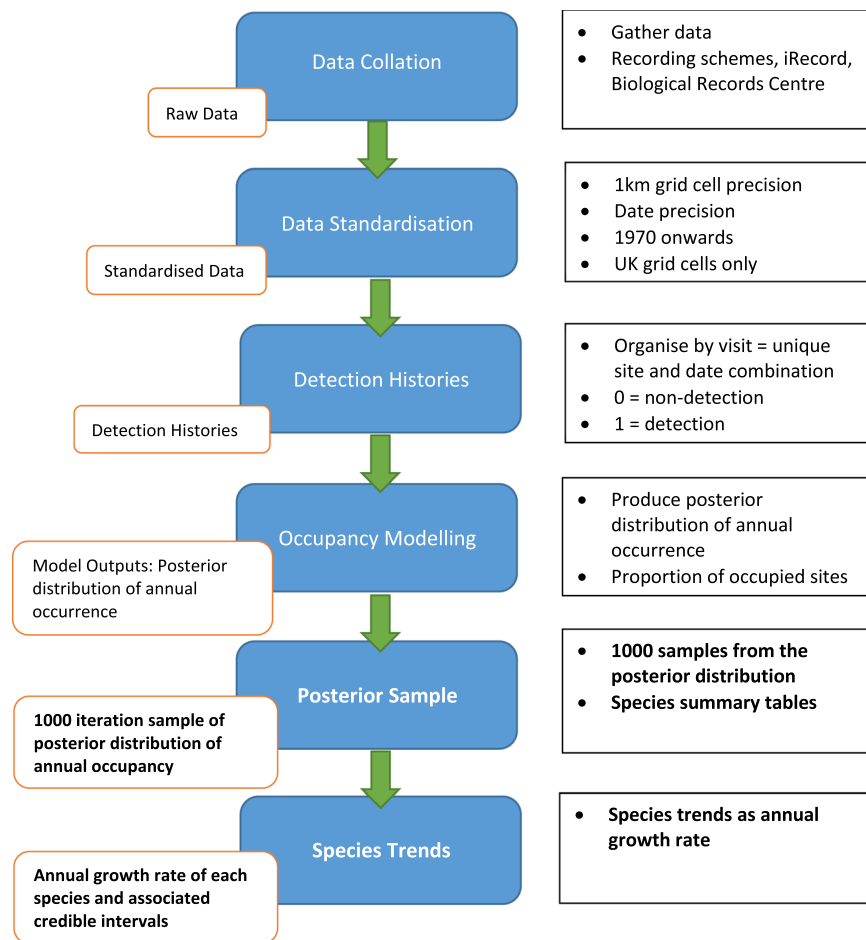 Data Collation
Raw Data
• Gather data
• Recording schemes, iRecord,
Biological Records Centre
Data Standardisation
Standardised Data
• 1km grid cell precision
• Date precision
• 1970 onwards
• UK grid cells only
Detection Histories
Detection Histories
• Organise by visit = unique
site and date combination
• 0 = non-detection
• 1 = detection
Occupancy Modelling
Model Outputs: Posterior
distribution of annual
occurrence
• Produce posterior
distribution of annual
occurrence
• Proportion of occupied sites
Posterior Sample
1000 iteration sample of
posterior distribution of
annual occupancy
• 1000 samples from the
posterior distribution
• Species summary tables
Species Trends
Annual growth rate of each
species and associated
credible intervals
• Species trends as annual
growth rate